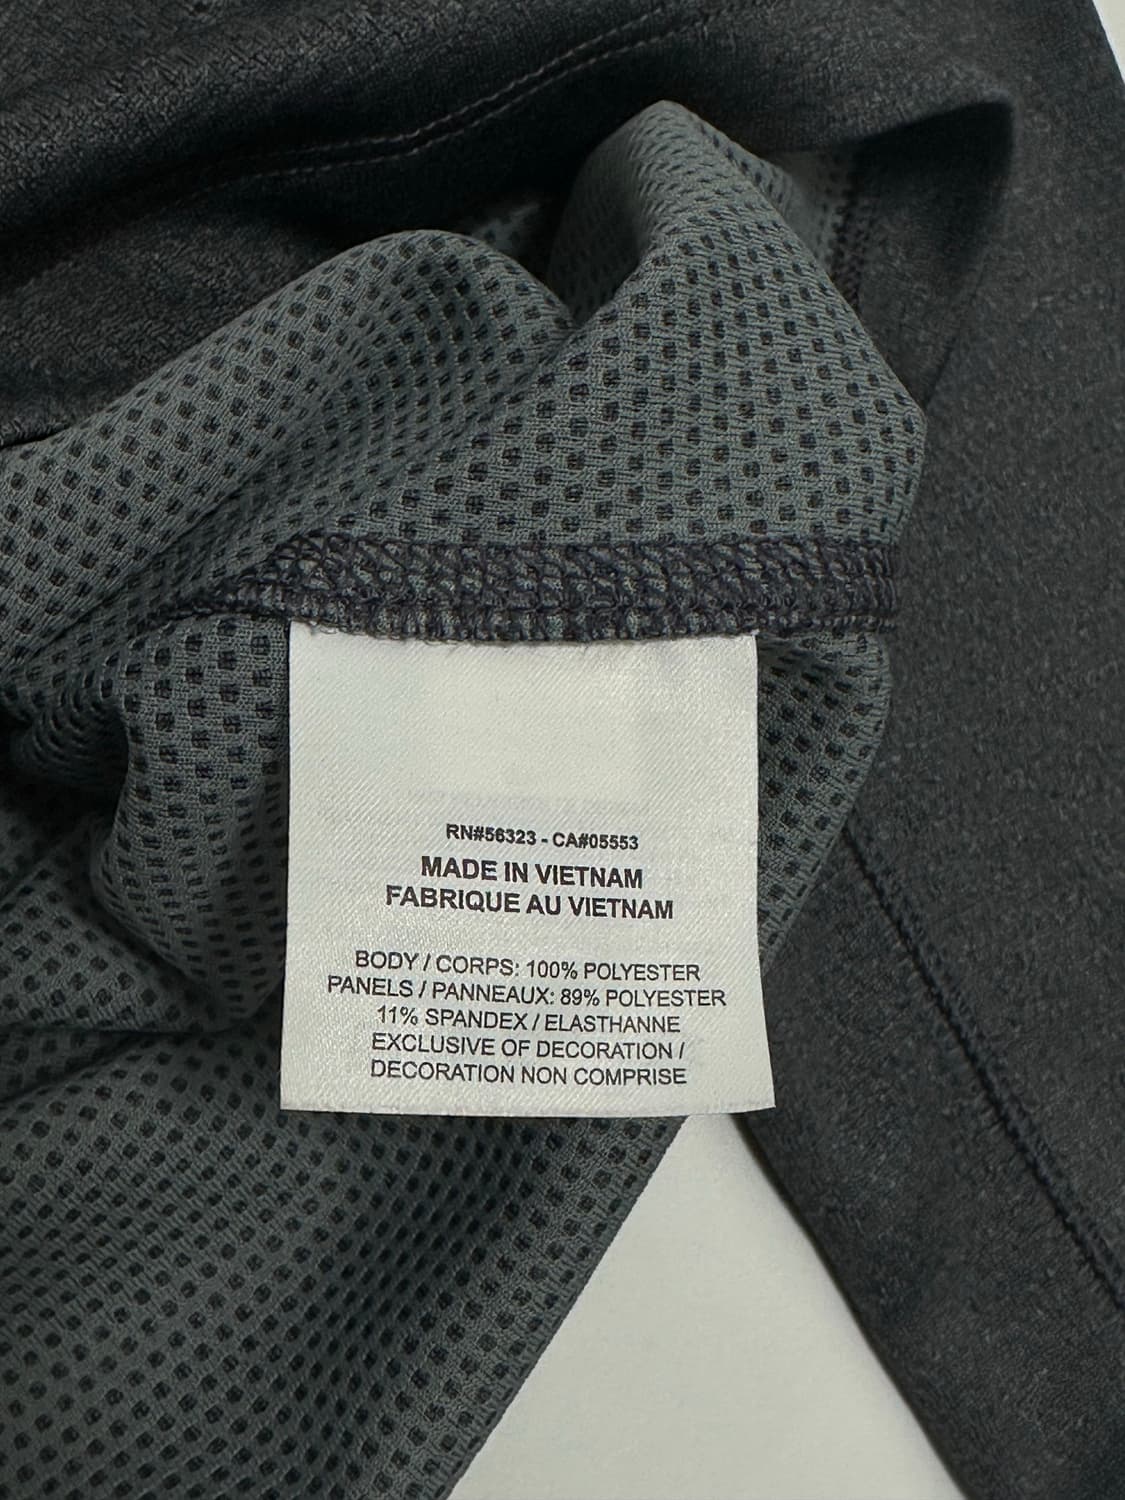 RN#56323 - CA#05553
MADE IN VIETNAM
FABRIQUE AU VIETNAM
BODY / CORPS: 100% POLYESTER
PANELS / PANNEAUX: 89% POLYESTER
11% SPANDEX / ELASTHANNE
EXCLUSIVE OF DECORATION /
DECORATION NON COMPRISE